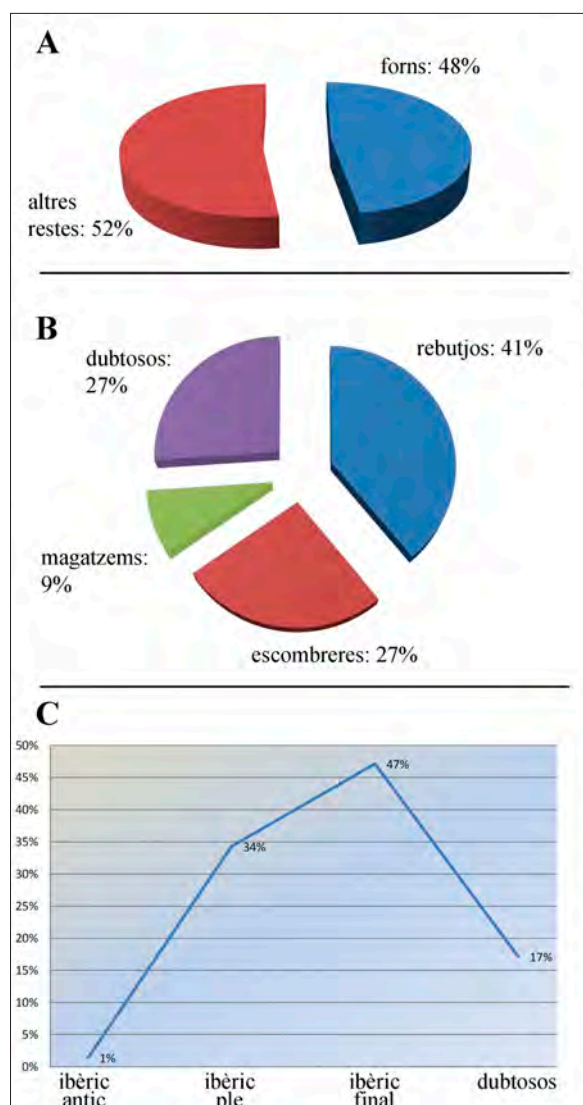 A
forns: 48%
altres
restes: 52%
B
dubtosos:
27%
rebutjos: 41%
magatzems:
9%
escombreres: 27%
C
50%
45%
40%
35%
30%
25%
20%
15%
10%
5%
0%
1%
34%
47%
17%
ibèric
antic
ibèric
ple
ibèric
final
dubtosos